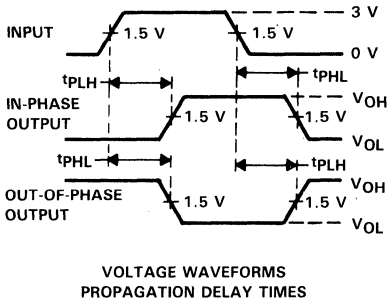 3 V
INPUT
1.5 V
1.5 V
0 V
tPLH
tPHL
IN-PHASE
OUTPUT
VOH
1.5 V
1.5 V
VOL
tPHL
tPLH
OUT-OF-PHASE
OUTPUT
VOH
1.5 V
1.5 V
VOL
VOLTAGE WAVEFORMS
PROPAGATION DELAY TIMES